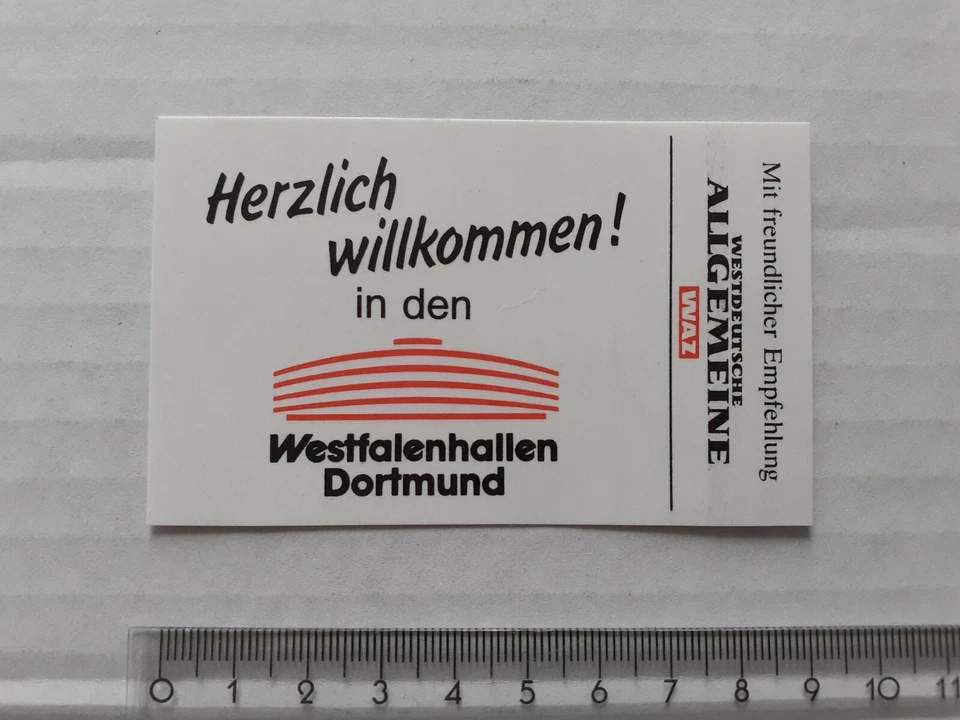 Herzlich
willkommen!
in den
Westfalenhallen
Dortmund
Mit freundlicher Empfehlung
WESTDEUTSCHE
ALLGEMEINE
WAZ
0 1 2 3 4 5 6 7 8 9 10 11